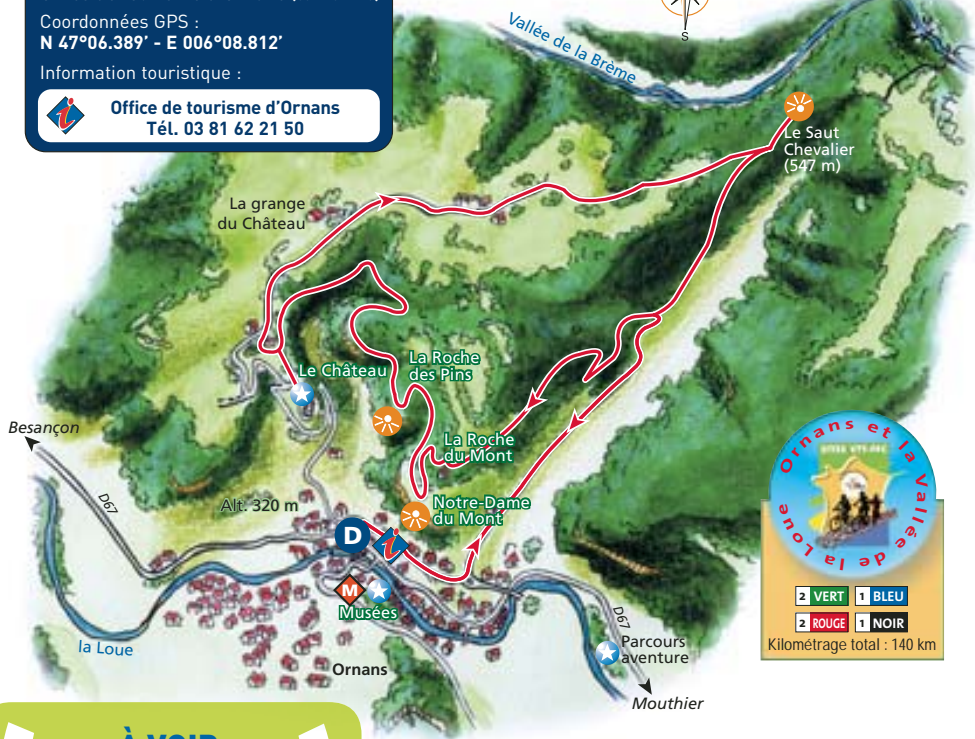 Coordonnées GPS :
N 47°06.389’ - E 006°08.812’
Information touristique :
i
Office de tourisme d’Ornans
Tél. 03 81 62 21 50
S
Vallée de la Brème
Le Saut
Chevalier
(547 m)
La grange
du Château
Le Château
La Roche
des Pins
La Roche
du Mont
Notre-Dame
du Mont
Besançon
D67
Alt. 320 m
D
i
M
Musées
la Loue
Ornans
D67
Parcours
aventure
Mouthier
Ornans et la Vallée de la Loue
2 VERT 1 BLEU
2 ROUGE 1 NOIR
Kilométrage total : 140 km
À VOIR